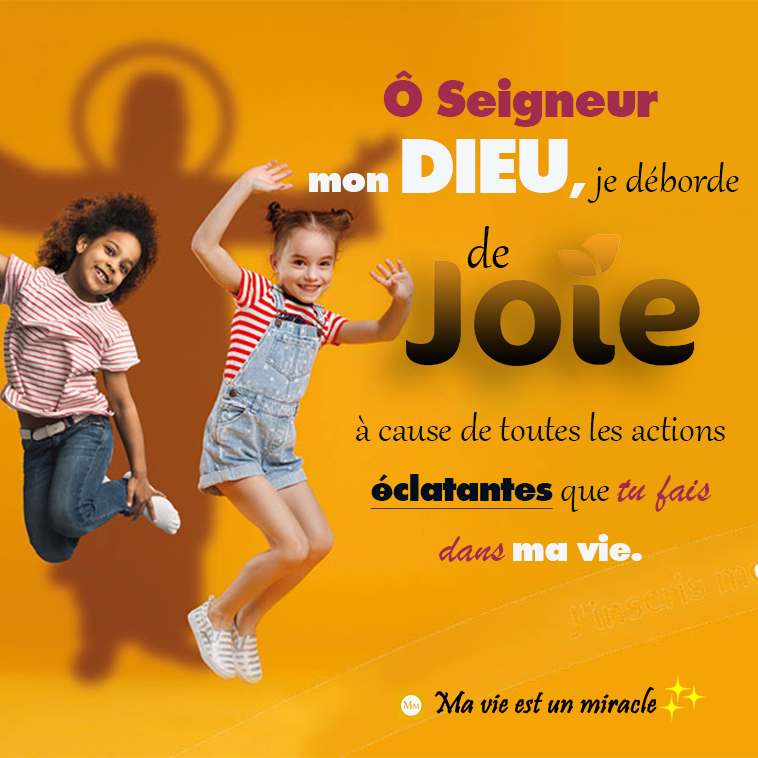 Ô Seigneur
mon DIEU, je déborde
de
Joie
à cause de toutes les actions
éclatantes que tu fais
dans ma vie.
J'inscris
Ma vie est un miracle